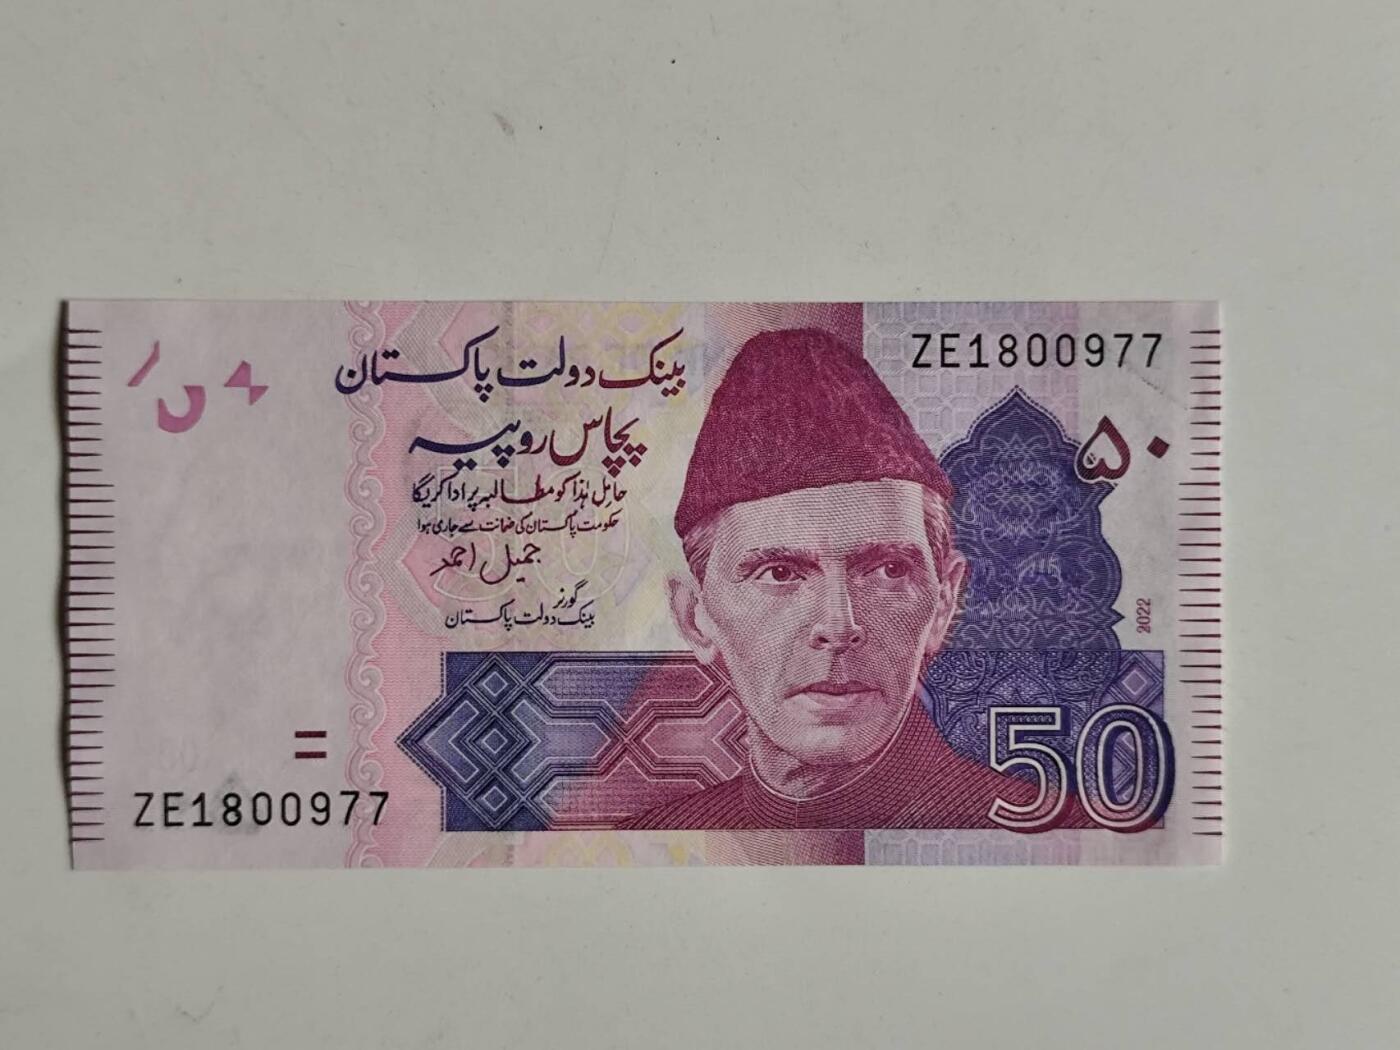 بینک دولت پاکستان
ZE1800977
پچاس روپیہ
۵۰
حامل ہٰذا کو مطالبہ پر ادا کریگا
حکومت پاکستان کی ضمانت سے جاری ہوا
جمیل احمد
گورنر
بینک دولت پاکستان
2022
50
ZE1800977